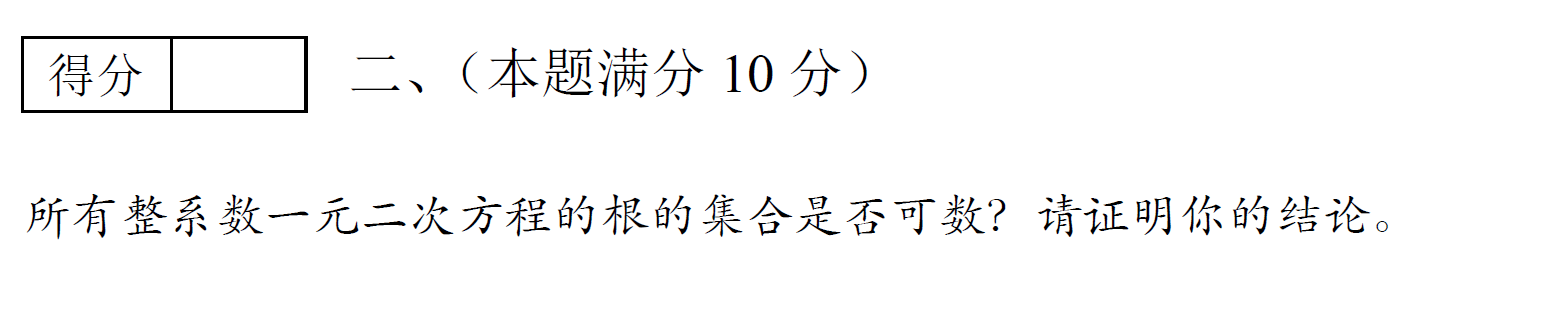 得分 二、（本题满分 10 分）
所有整系数一元二次方程的根的集合是否可数？请证明你的结论。